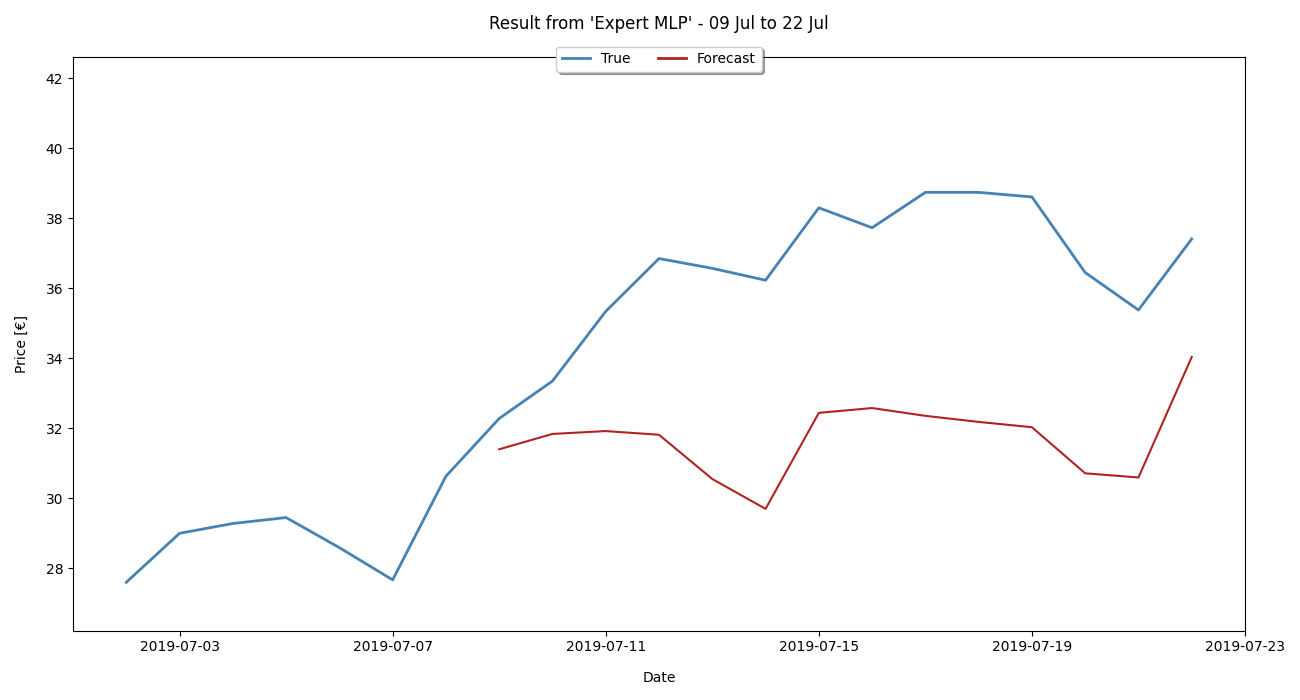 Result from 'Expert MLP' - 09 Jul to 22 Jul
True Forecast
42
40
38
36
34
32
30
28
Price [€]
2019-07-03 2019-07-07 2019-07-11 2019-07-15 2019-07-19 2019-07-23
Date